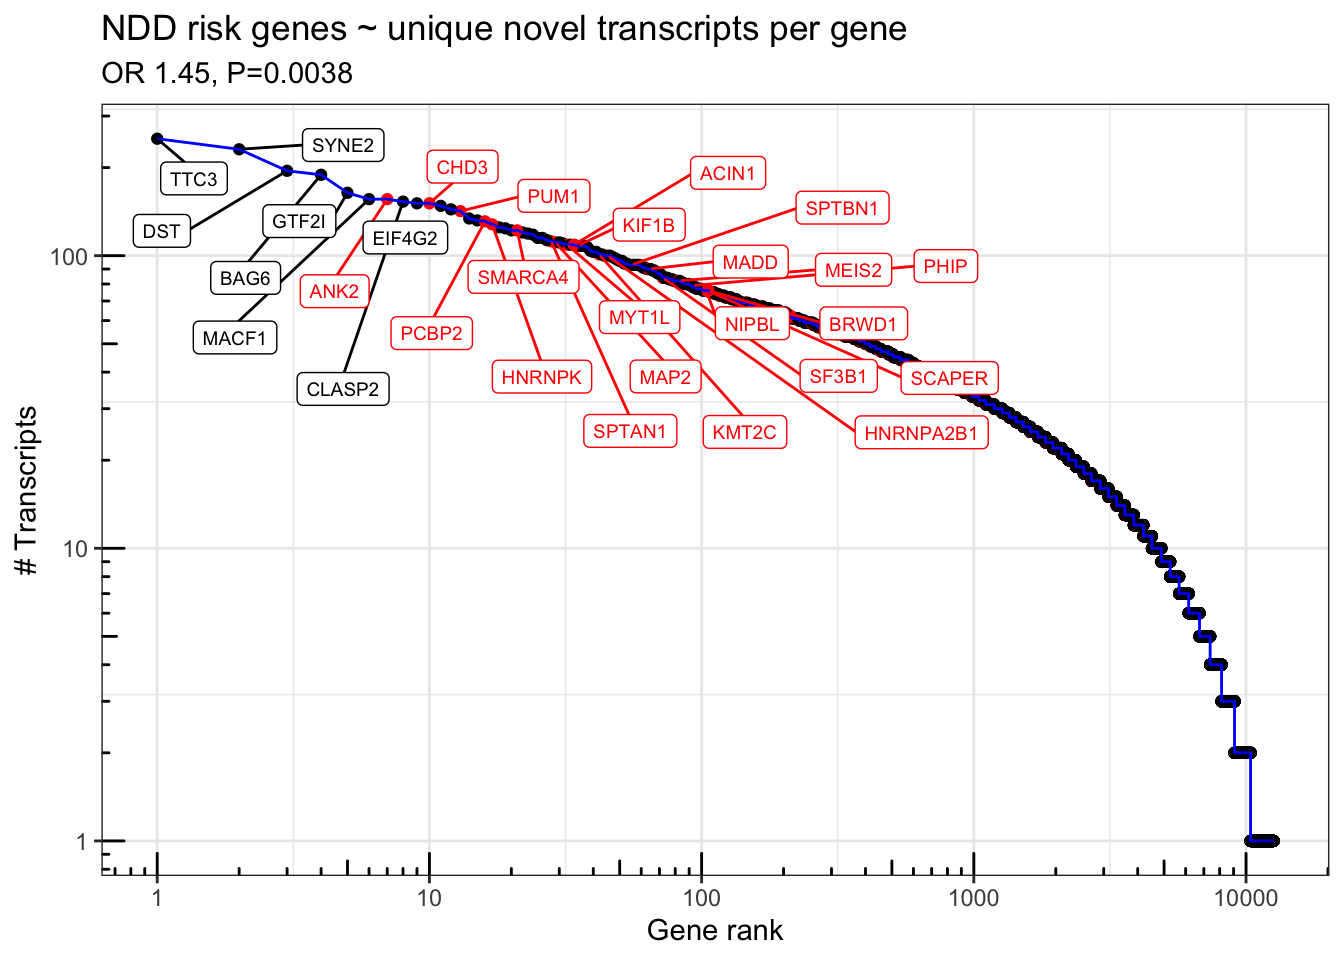 NDD risk genes ~ unique novel transcripts per gene
OR 1.45, P=0.0038
# Transcripts
100
10
1
TTC3
SYNE2
DST
GTF2I
BAG6
MACF1
EIF4G2
CLASP2
ANK2
CHD3
PUM1
PCBP2
SMARCA4
HNRNPK
SPTAN1
MYT1L
MAP2
KMT2C
ACIN1
KIF1B
SPTBN1
MADD
MEIS2
PHIP
NIPBL
BRWD1
SF3B1
SCAPER
HNRNPA2B1
1
10
100
1000
10000
Gene rank